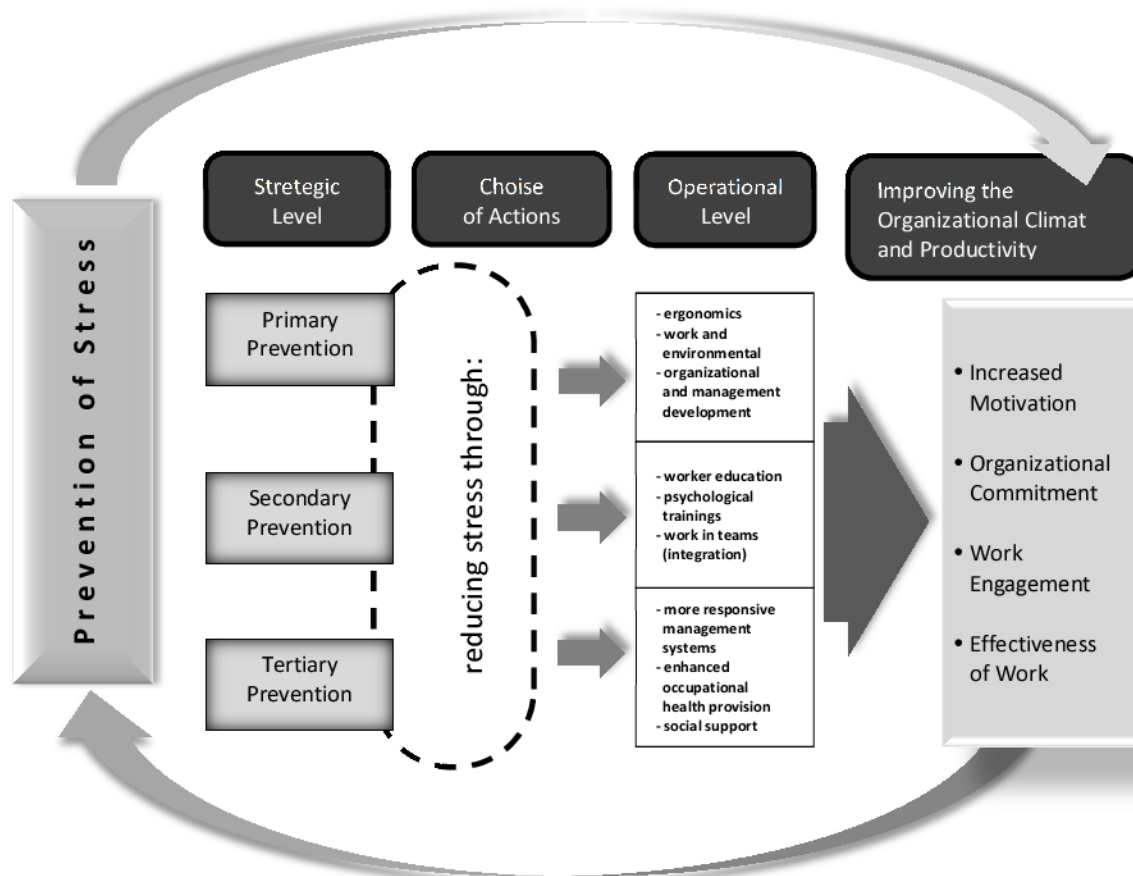 Prevention of Stress
Stretegic
Level
Choise
of Actions
Operational
Level
Improving the
Organizational Climat
and Productivity
Primary
Prevention
Secondary
Prevention
Tertiary
Prevention
reducing stress through:
- ergonomics
- work and
environmental
- organizational
and management
development
- worker education
- psychological
trainings
- work in teams
(integration)
- more responsive
management
systems
- enhanced
occupational
health provision
- social support
• Increased
Motivation
• Organizational
Commitment
• Work
Engagement
• Effectiveness
of Work